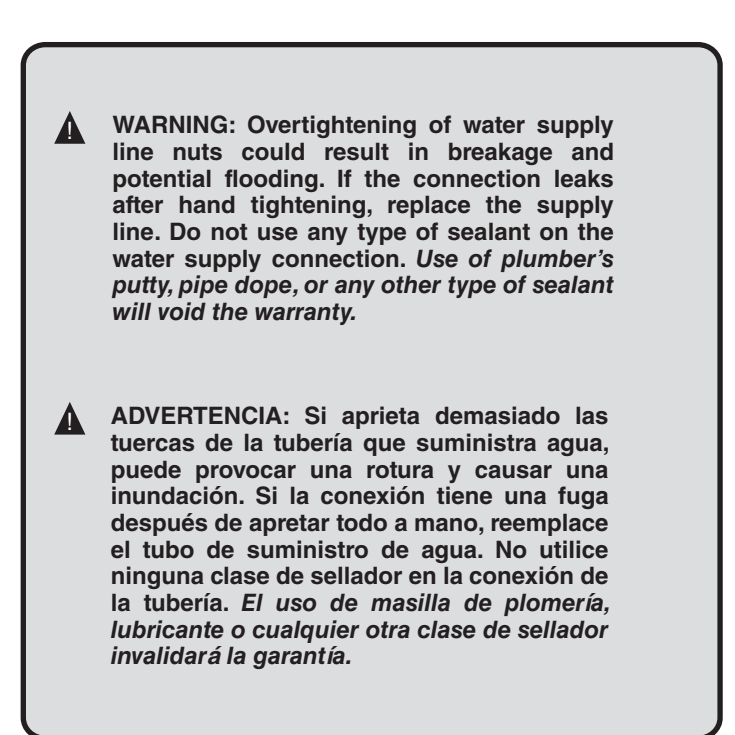 WARNING: Overtightening of water supply
line nuts could result in breakage and
potential flooding. If the connection leaks
after hand tightening, replace the supply
line. Do not use any type of sealant on the
water supply connection. Use of plumber's
putty, pipe dope, or any other type of sealant
will void the warranty.
ADVERTENCIA: Si aprieta demasiado las
tuercas de la tubería que suministra agua,
puede provocar una rotura y causar una
inundación. Si la conexión tiene una fuga
después de apretar todo a mano, reemplace
el tubo de suministro de agua. No utilice
ninguna clase de sellador en la conexión de
la tubería. El uso de masilla de plomería,
lubricante o cualquier otra clase de sellador
invalidará la garantía.